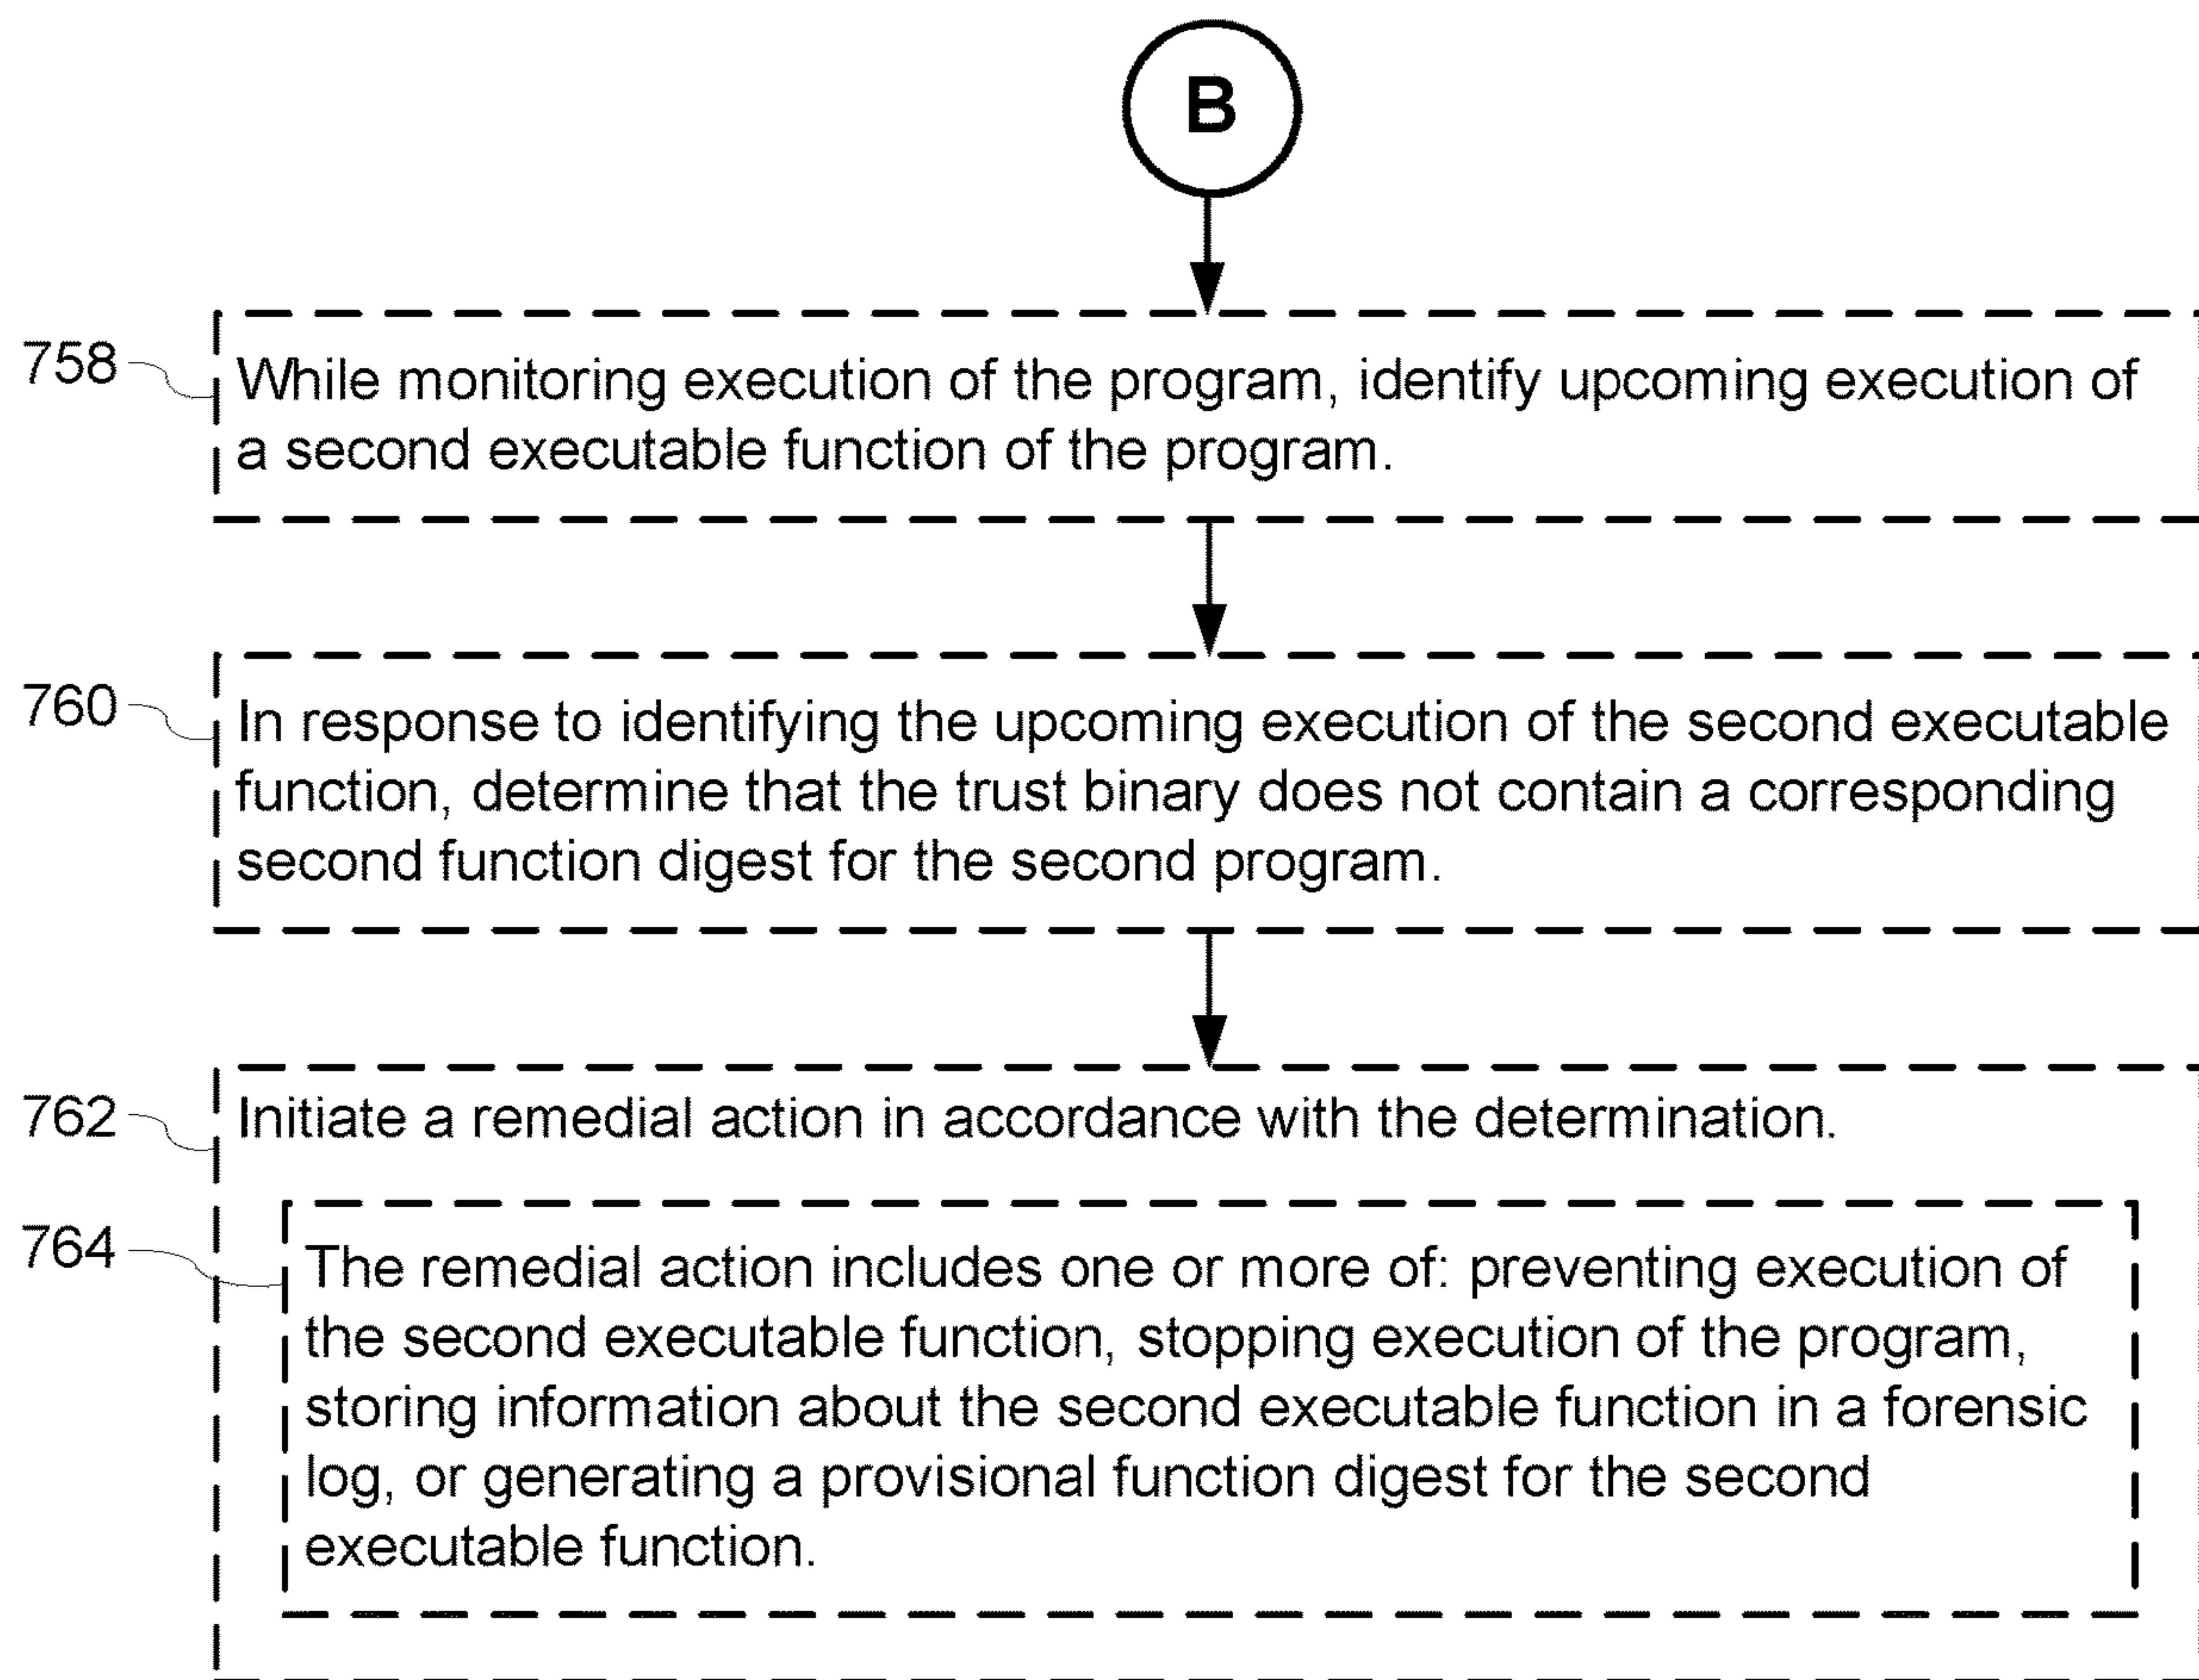 B
758
While monitoring execution of the program, identify upcoming execution of
a second executable function of the program.
760
In response to identifying the upcoming execution of the second executable
function, determine that the trust binary does not contain a corresponding
second function digest for the second program.
762
Initiate a remedial action in accordance with the determination.
764
The remedial action includes one or more of: preventing execution of
the second executable function, stopping execution of the program,
storing information about the second executable function in a forensic
log, or generating a provisional function digest for the second
executable function.